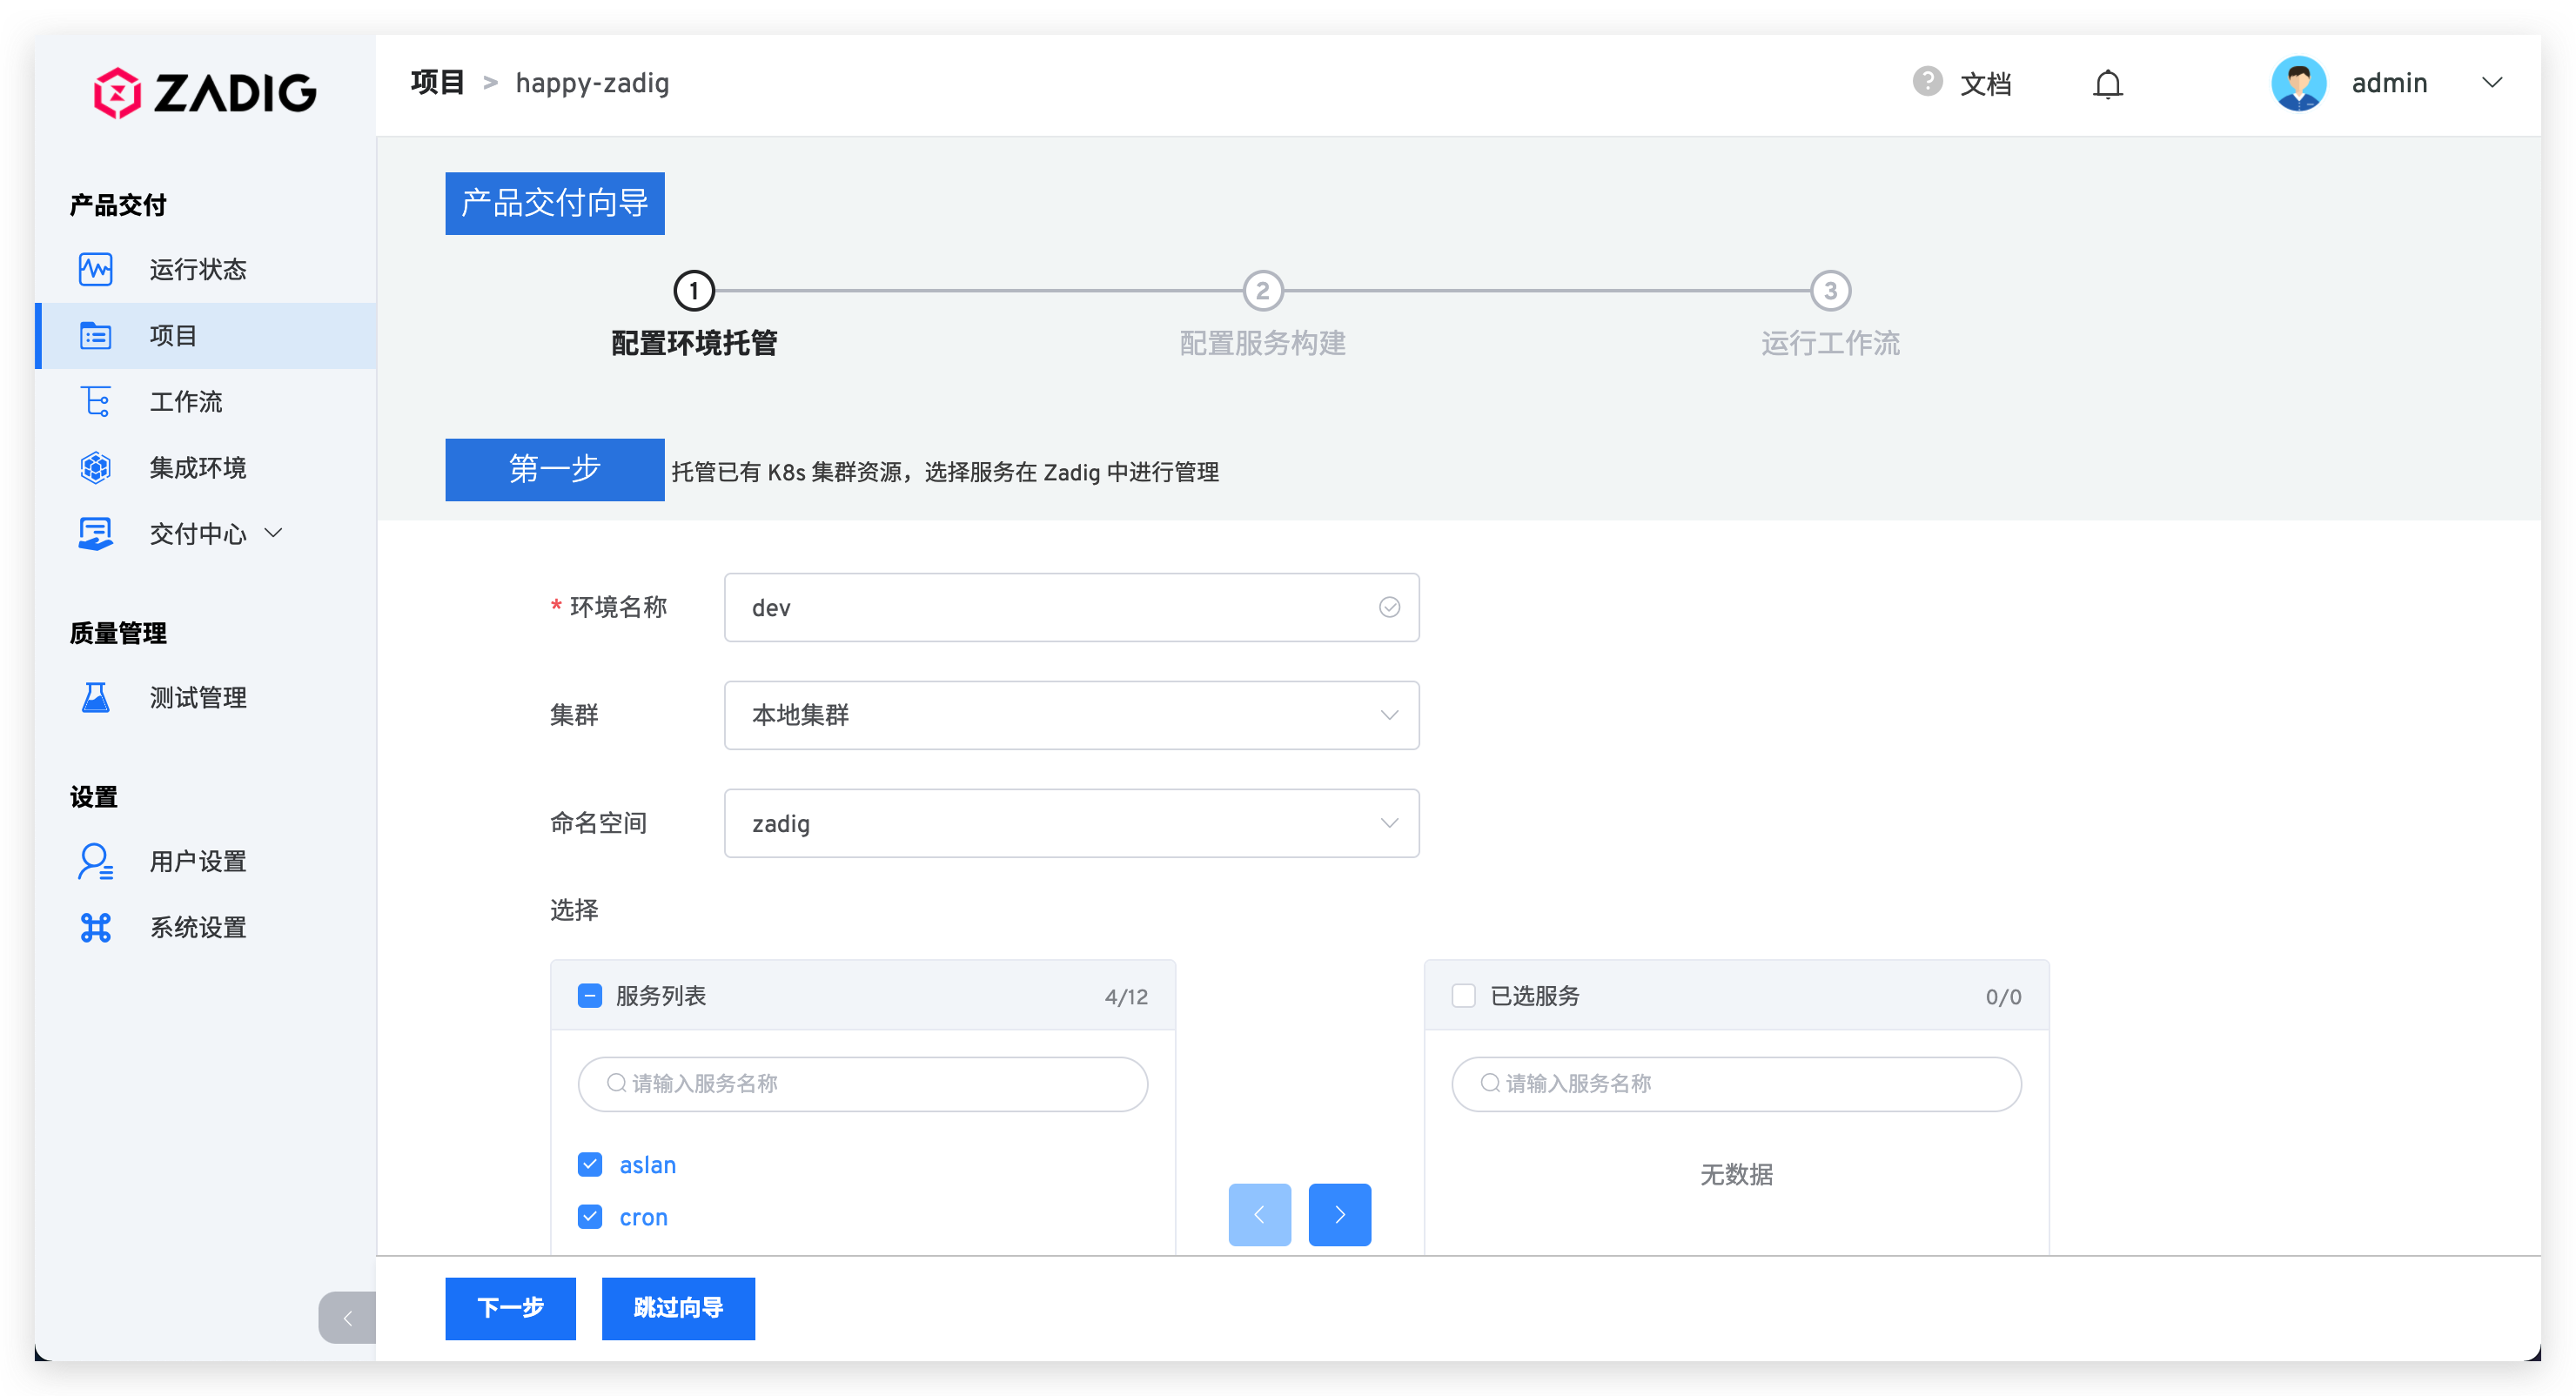 ZADIG
项目 > happy-zadig
? 文档
admin
产品交付
运行状态
项目
工作流
集成环境
交付中心
质量管理
测试管理
设置
用户设置
系统设置
产品交付向导
1
2
3
配置环境托管
配置服务构建
运行工作流
第一步 托管已有 K8s 集群资源，选择服务在 Zadig 中进行管理
* 环境名称
dev
集群
本地集群
命名空间
zadig
选择
服务列表
4/12
请输入服务名称
aslan
cron
已选服务
0/0
请输入服务名称
无数据
下一步
跳过向导